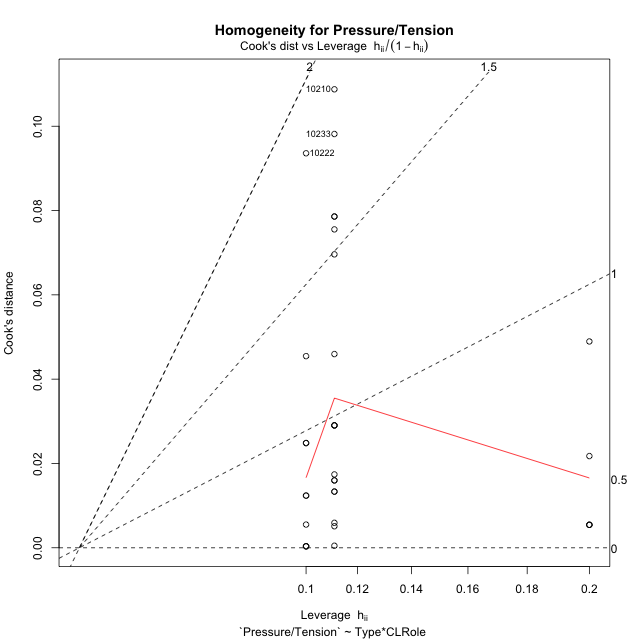 Homogeneity for Pressure/Tension
Cook's dist vs Leverage hii/(1 − hii)
2
1.5
10210
10233
10222
1
0.5
0
0.10
0.08
0.06
0.04
0.02
0.00
Cook's distance
0.1 0.12 0.14 0.16 0.18 0.2
Leverage hii
`Pressure/Tension` ~ Type*CLRole